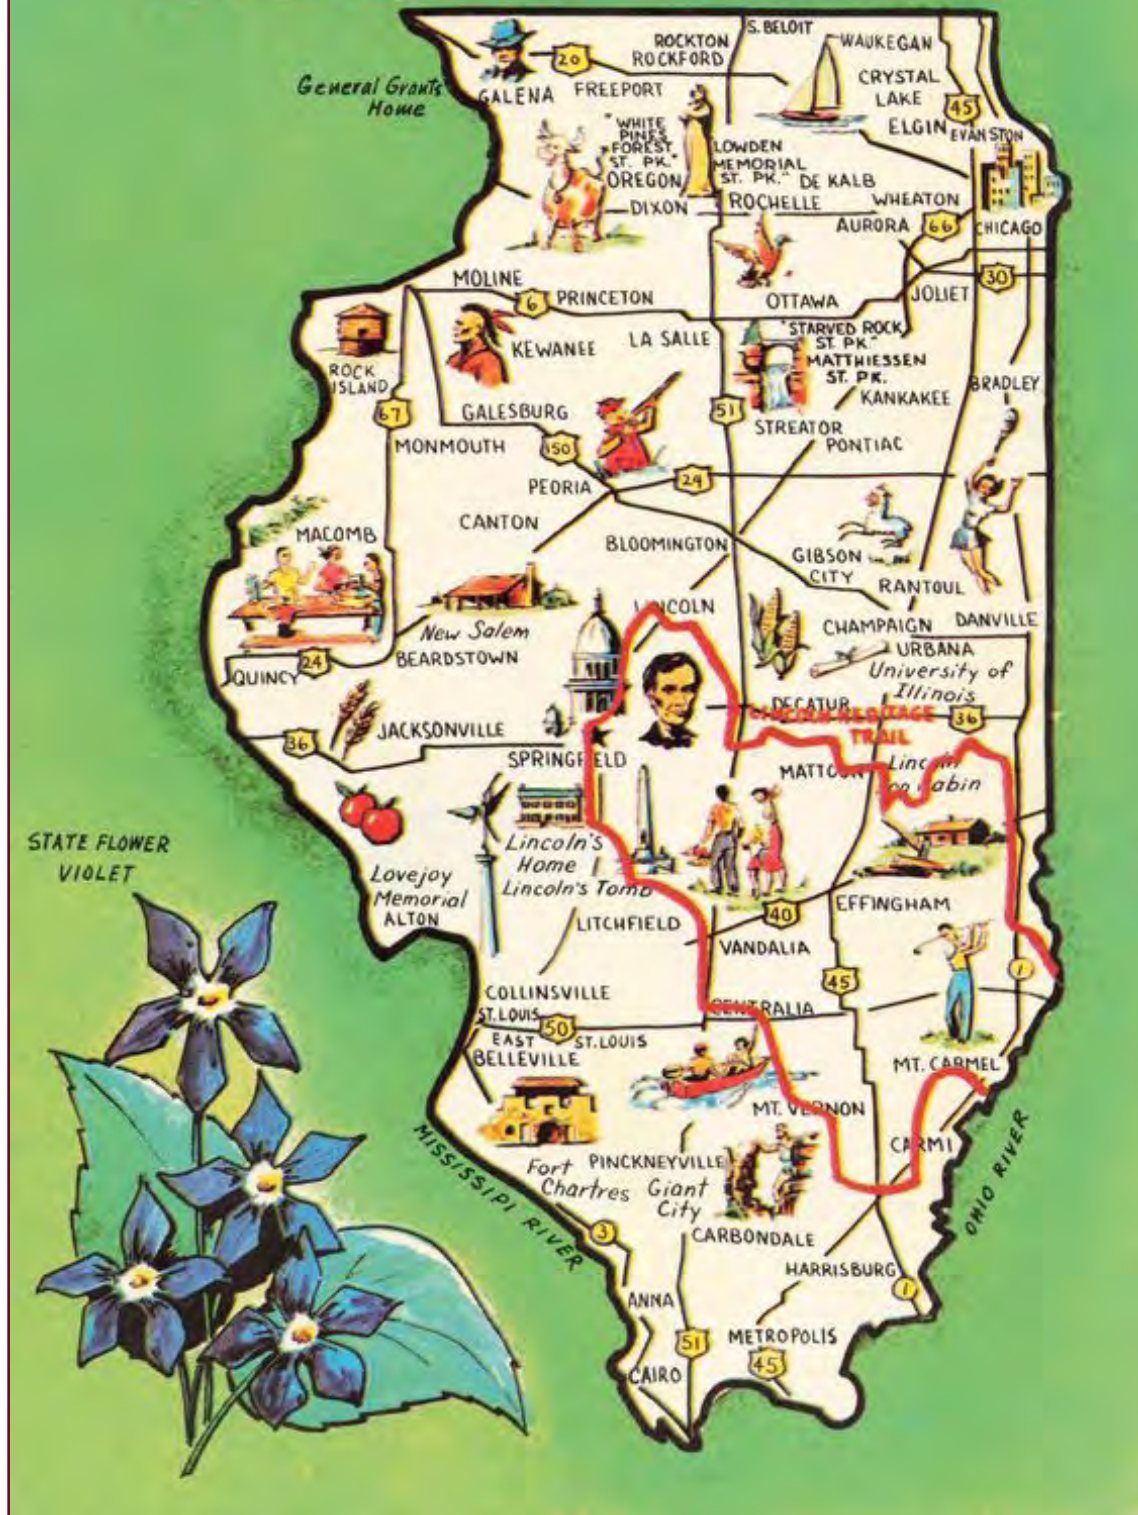 S. BELOIT
ROCKTON
ROCKFORD
WAUKEGAN
20
General Grants
Home
GALENA
FREEPORT
CRYSTAL
LAKE
45
ELGIN
EVANSTON
"WHITE
PINES
FOREST
ST. PK."
OREGON
LOWDEN
MEMORIAL
ST. PK."
DE KALB
DIXON
ROCHELLE
WHEATON
AURORA
66
CHICAGO
MOLINE
6
PRINCETON
OTTAWA
JOLIET
30
KEWANEE
LA SALLE
"STARVED ROCK
ST. PK."
MATTHIESSEN
ST. PK.
ROCK
ISLAND
BRADLEY
KANKAKEE
67
GALESBURG
51
STREATOR
PONTIAC
MONMOUTH
150
PEORIA
24
CANTON
MACOMB
BLOOMINGTON
GIBSON
CITY
RANTOUL
LINCOLN
New Salem
BEARDSTOWN
CHAMPAIGN
DANVILLE
URBANA
University of
Illinois
QUINCY
24
DECATUR
LINCOLN HERITAGE
TRAIL
36
36
JACKSONVILLE
SPRINGFIELD
MATTOON
Lincoln
Log Cabin
Lincoln's
Home
Lincoln's Tomb
STATE FLOWER
VIOLET
Lovejoy
Memorial
ALTON
LITCHFIELD
40
EFFINGHAM
VANDALIA
45
1
COLLINSVILLE
ST. LOUIS
CENTRALIA
50
EAST ST. LOUIS
BELLEVILLE
MT. CARMEL
MT. VERNON
CARMI
MISSISSIPI RIVER
OHIO RIVER
Fort
Chartres
PINCKNEYVILLE
Giant
City
3
CARBONDALE
HARRISBURG
1
ANNA
51
METROPOLIS
45
CAIRO